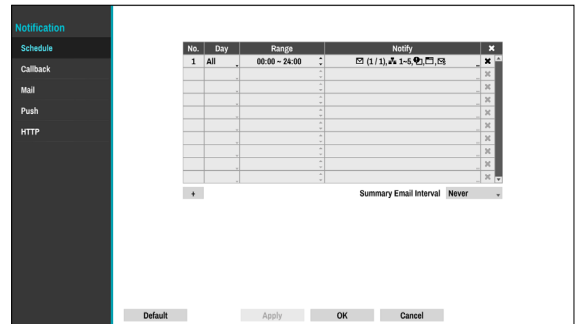 Notification
Schedule
Callback
Mail
Push
HTTP
No. Day Range Notify
1 All 00:00 ~ 24:00 (1 / 1), 1~5, , ,
+ Summary Email Interval Never
Default Apply OK Cancel